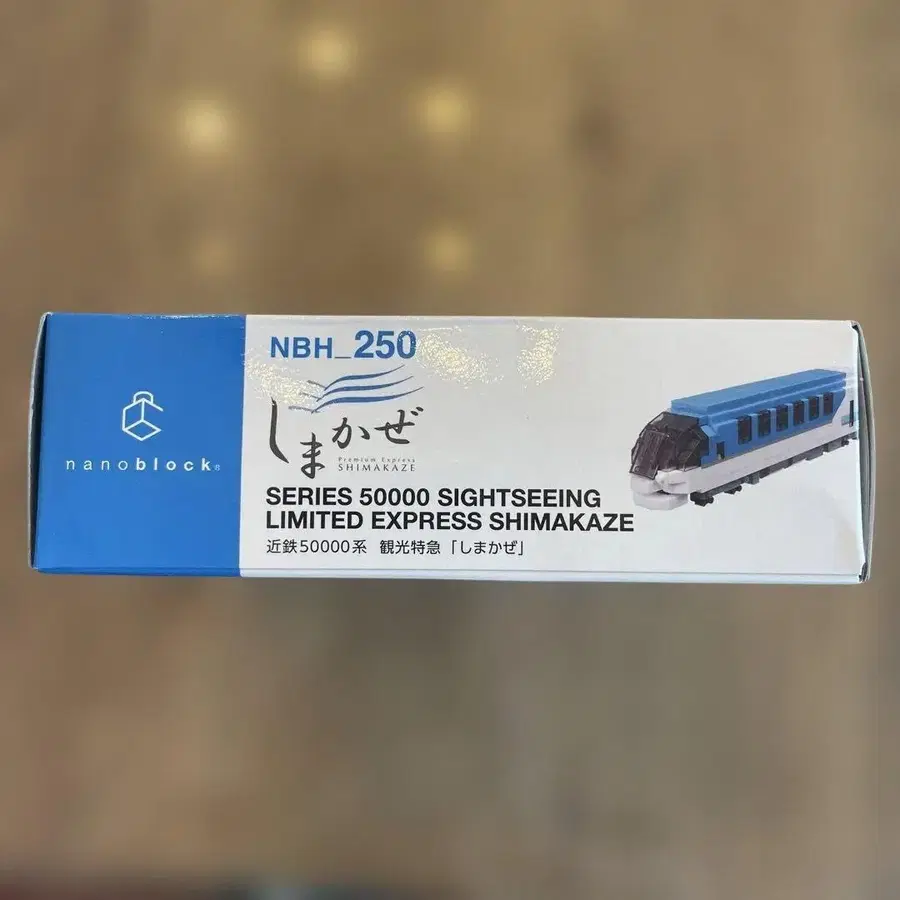 nanoblock®
NBH_250
しまかぜ
Premium Express
SHIMAKAZE
SERIES 50000 SIGHTSEEING
LIMITED EXPRESS SHIMAKAZE
近鉄50000系 観光特急「しまかぜ」